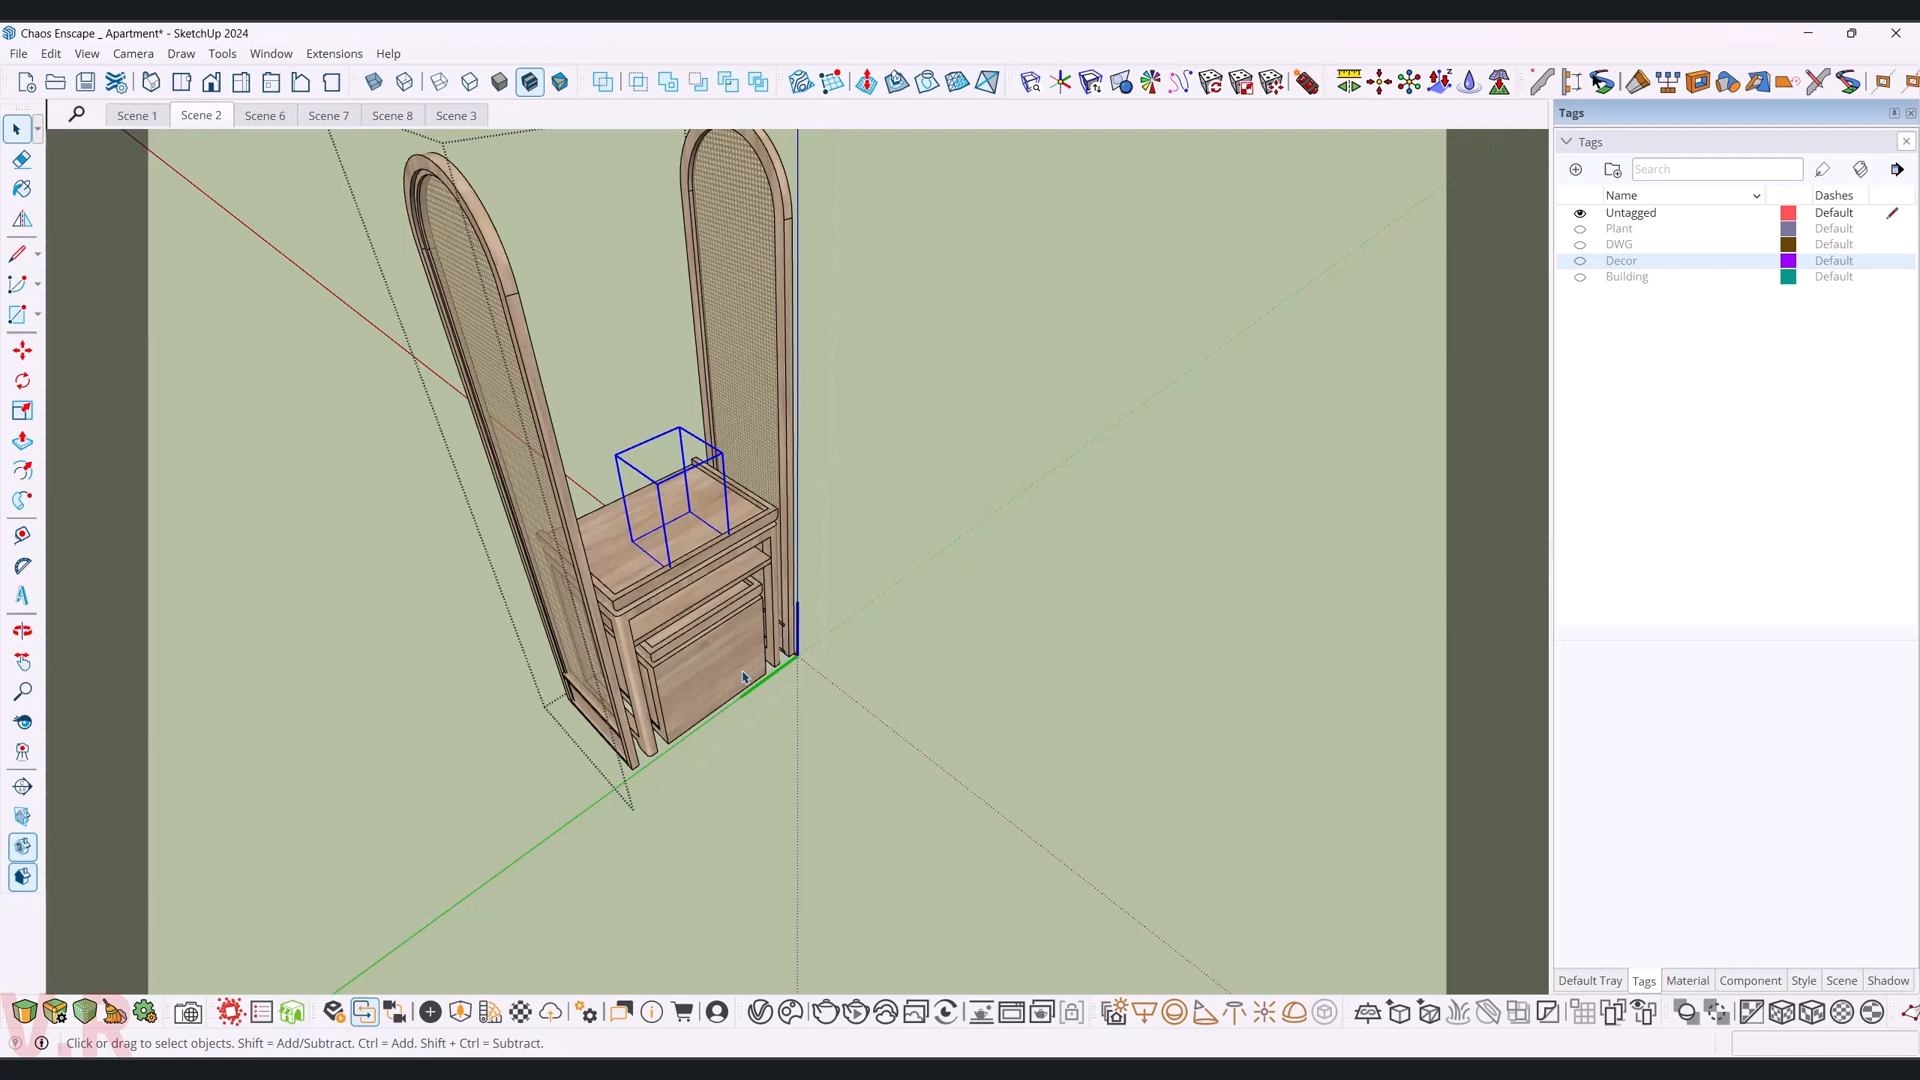 Chaos Enscape _ Apartment* - SketchUp 2024
File Edit View Camera Draw Tools Window Extensions Help
Scene 1 Scene 2 Scene 6 Scene 7 Scene 8 Scene 3
Tags
Tags
Search
Name Dashes
Untagged Default
Plant Default
DWG Default
Decor Default
Building Default
Default Tray Tags Material Component Style Scene Shadow
V.R
Click or drag to select objects. Shift = Add/Subtract. Ctrl = Add. Shift + Ctrl = Subtract.